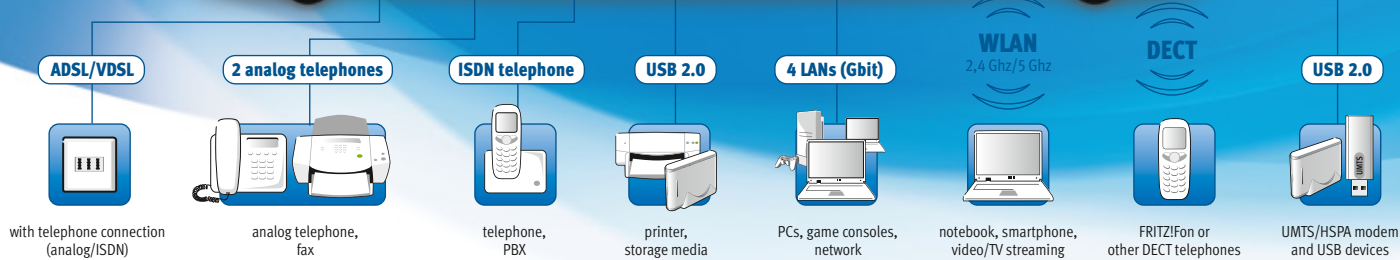 ADSL/VDSL
2 analog telephones
ISDN telephone
USB 2.0
4 LANs (Gbit)
WLAN
2,4 Ghz/5 Ghz
DECT
USB 2.0
UMTS
with telephone connection
(analog/ISDN)
analog telephone,
fax
telephone,
PBX
printer,
storage media
PCs, game consoles,
network
notebook, smartphone,
video/TV streaming
FRITZ!Fon or
other DECT telephones
UMTS/HSPA modem
and USB devices